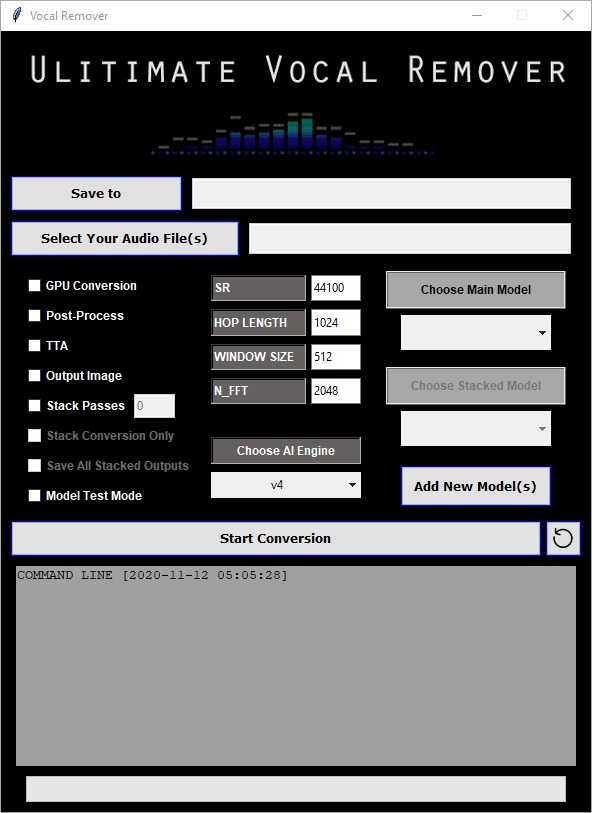 Vocal Remover
ULITIMATE VOCAL REMOVER
Save to
Select Your Audio File(s)
GPU Conversion
Post-Process
TTA
Output Image
Stack Passes 0
Stack Conversion Only
Save All Stacked Outputs
Model Test Mode
SR 44100
HOP LENGTH 1024
WINDOW SIZE 512
N_FFT 2048
Choose AI Engine
v4
Choose Main Model
Choose Stacked Model
Add New Model(s)
Start Conversion
COMMAND LINE [2020-11-12 05:05:28]